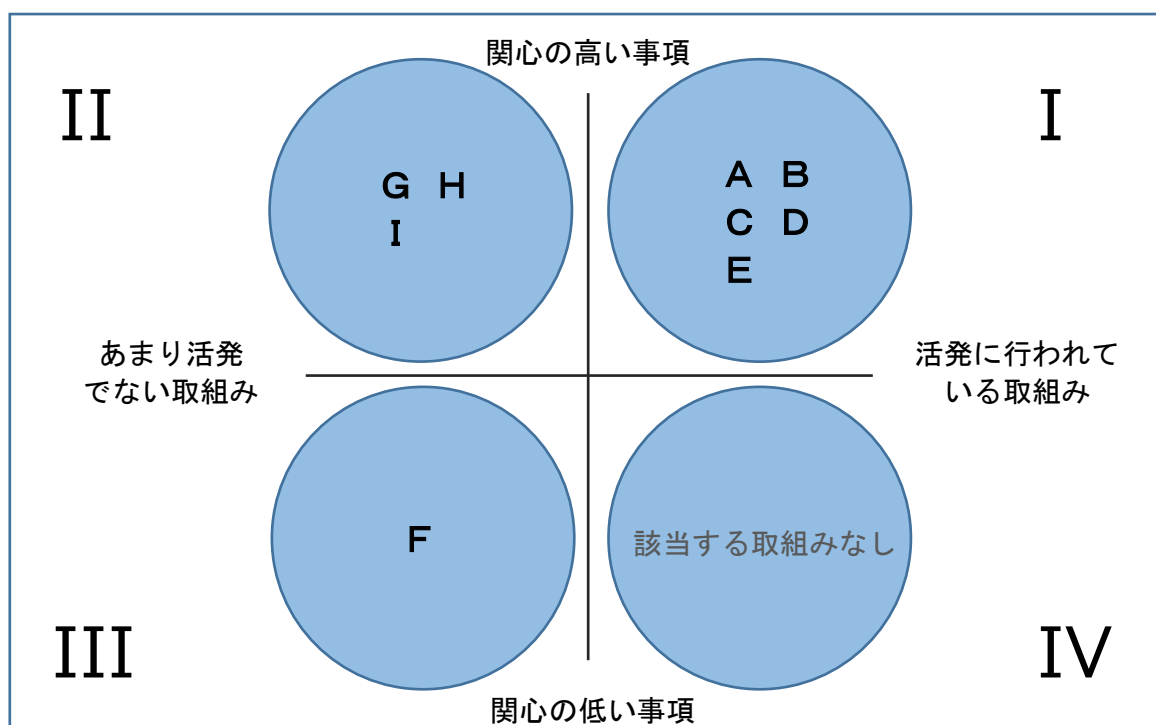 関心の高い事項
II
I
G H
I
A B
C D
E
あまり活発
でない取組み
活発に行われて
いる取組み
F
該当する取組みなし
III
IV
関心の低い事項